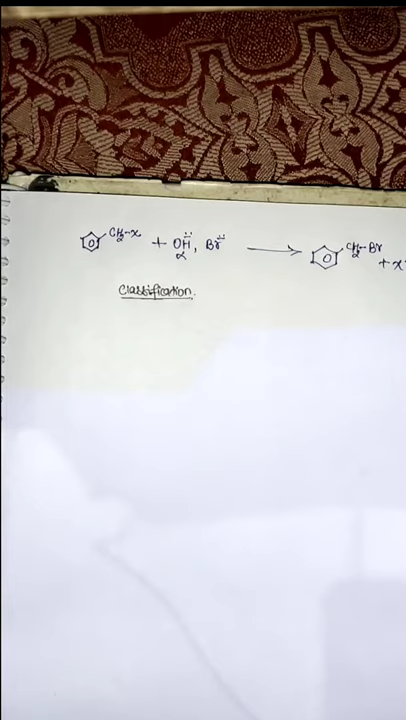 CH2-X + OH, Br → CH2-Br
α + X
Classification.